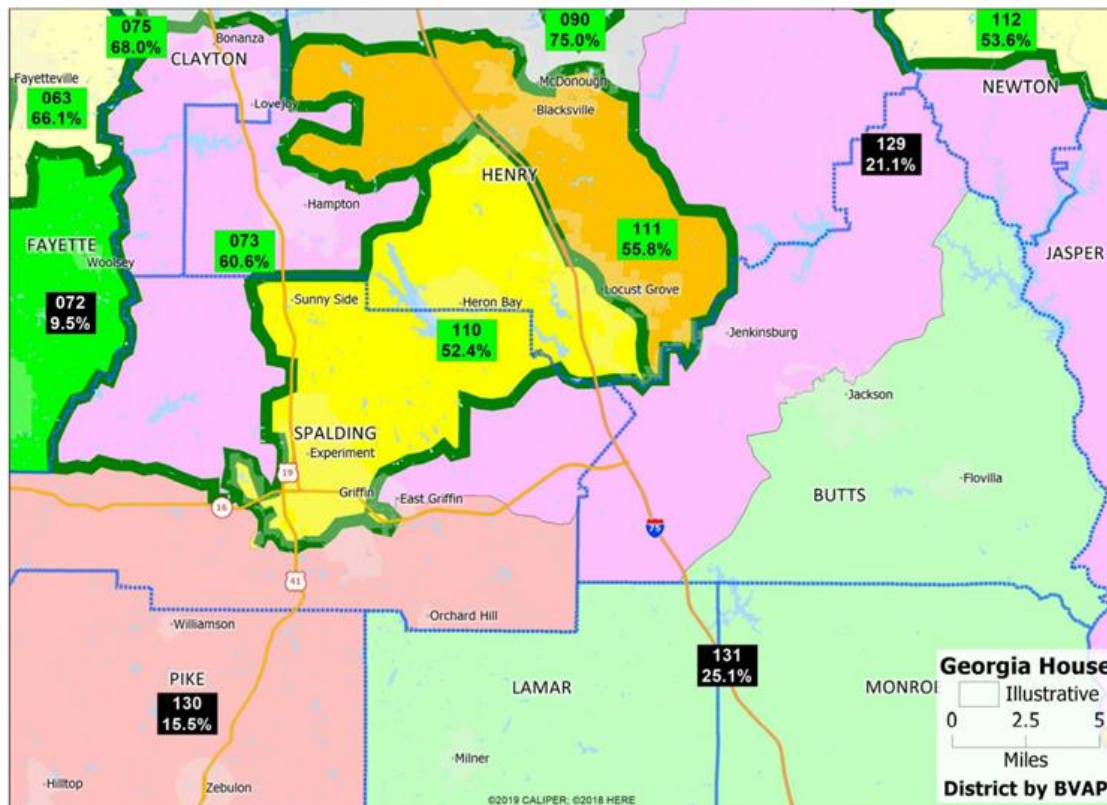 075
68.0%
Bonanza
CLAYTON
090
75.0%
112
53.6%
Fayetteville
063
66.1%
McDonough
Blacksville
NEWTON
Lovejoy
129
21.1%
HENRY
Hampton
FAYETTE
Woolsey
073
60.6%
111
55.8%
JASPER
072
9.5%
Sunny Side
Heron Bay
Locust Grove
110
52.4%
Jenkinsburg
Jackson
SPALDING
Experiment
19
Griffin
East Griffin
16
BUTTS
Flovilla
75
41
Williamson
Orchard Hill
PIKE
130
15.5%
LAMAR
131
25.1%
MONROE
Georgia House
Illustrative
0 2.5 5
Miles
District by BVAP
Milner
Hilltop
Zebulon
©2019 CALIPER; ©2018 HERE